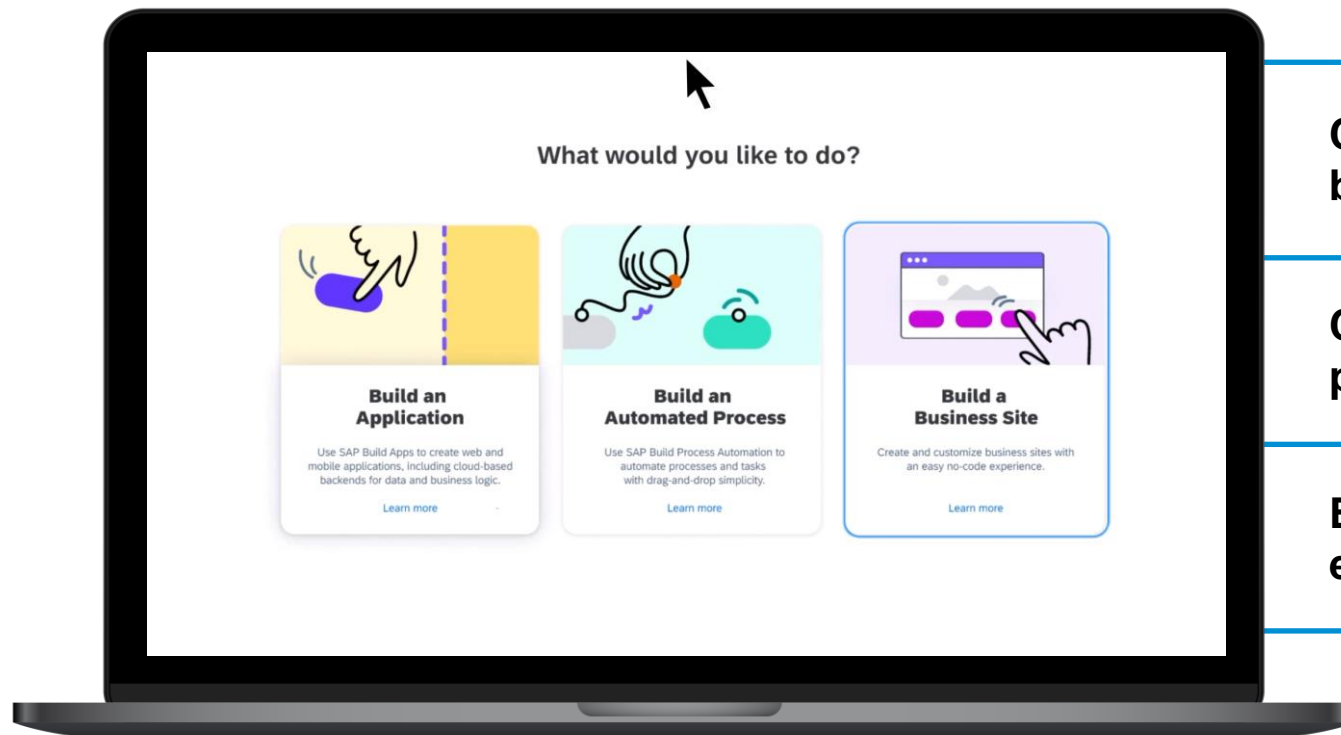 What would you like to do?
Build an
Application
Use SAP Build Apps to create web and
mobile applications, including cloud-based
backends for data and business logic.
Learn more
Build an
Automated Process
Use SAP Build Process Automation to
automate processes and tasks
with drag-and-drop simplicity.
Learn more
Build a
Business Site
Create and customize business sites with
an easy no-code experience.
Learn more